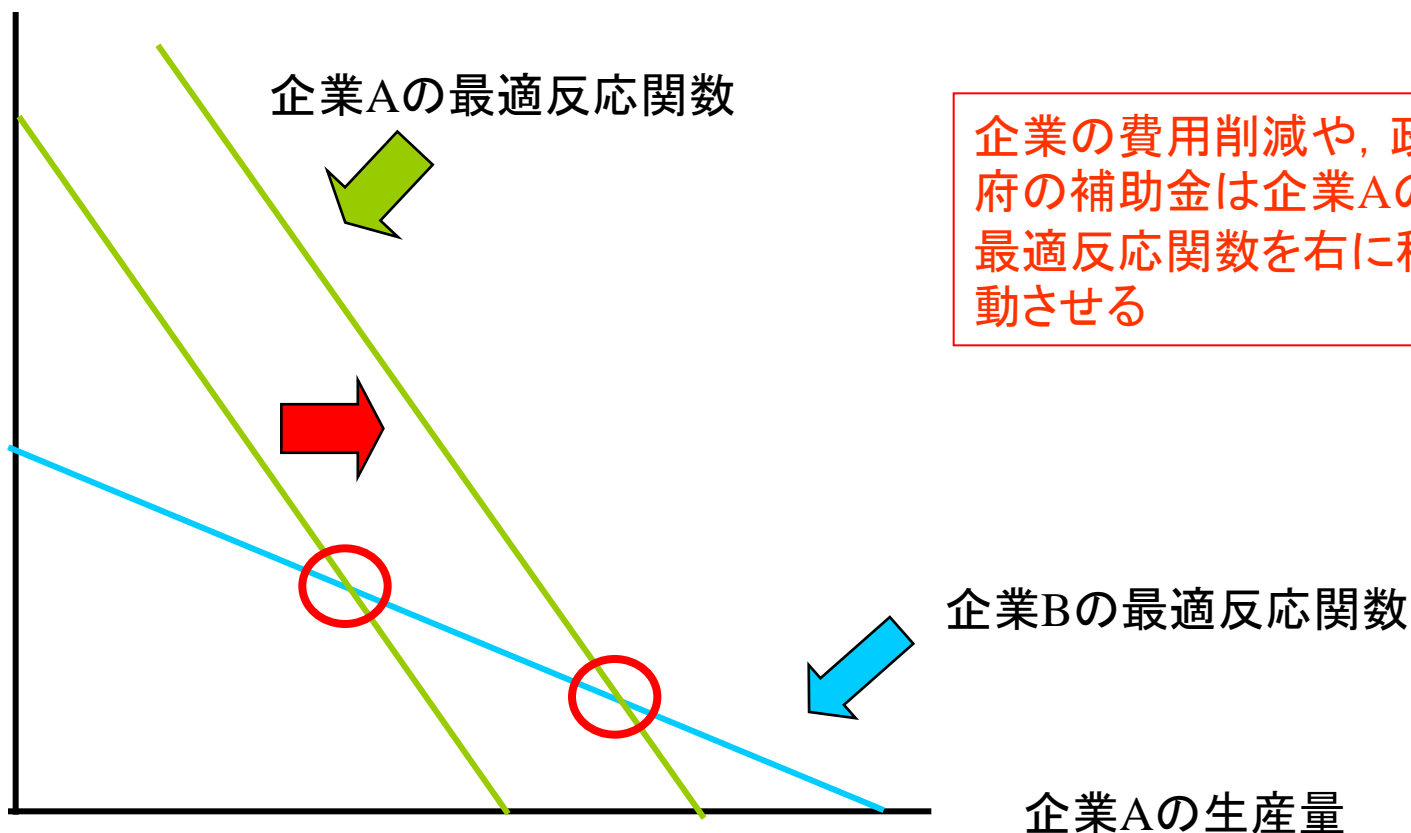 企業Aの最適反応関数
企業の費用削減や，政
府の補助金は企業Aの
最適反応関数を右に移
動させる
企業Bの最適反応関数
企業Aの生産量